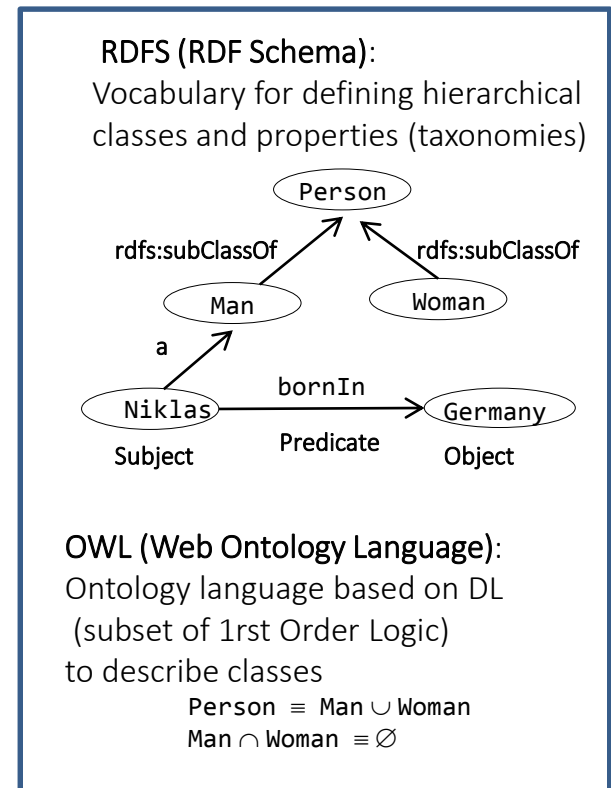 RDFS (RDF Schema):
Vocabulary for defining hierarchical
classes and properties (taxonomies)
Person
rdfs:subClassOf
rdfs:subClassOf
Man
Woman
a
bornIn
Niklas
Germany
Subject
Predicate
Object
OWL (Web Ontology Language):
Ontology language based on DL
(subset of 1rst Order Logic)
to describe classes
Person ≡ Man ∪ Woman
Man ∩ Woman ≡ ∅